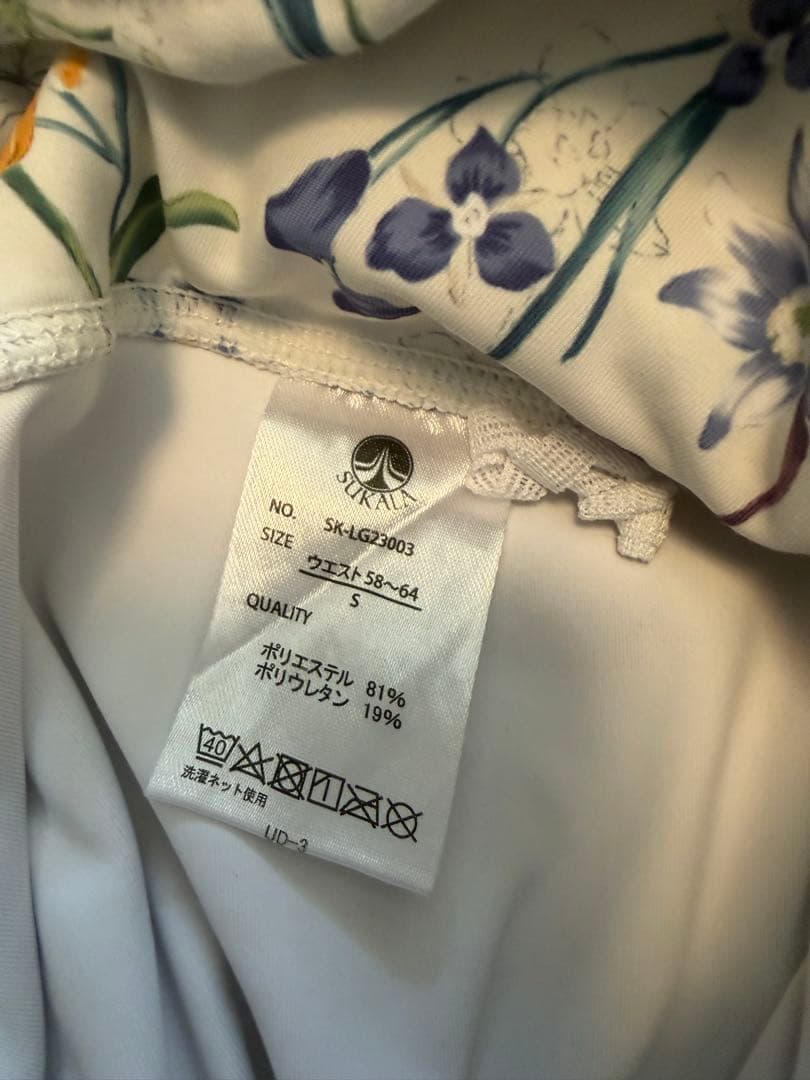 SUKALA
NO. SK-LG23003
SIZE ウエスト58〜64
S
QUALITY
ポリエステル 81%
ポリウレタン 19%
40
洗濯ネット使用
UD-3